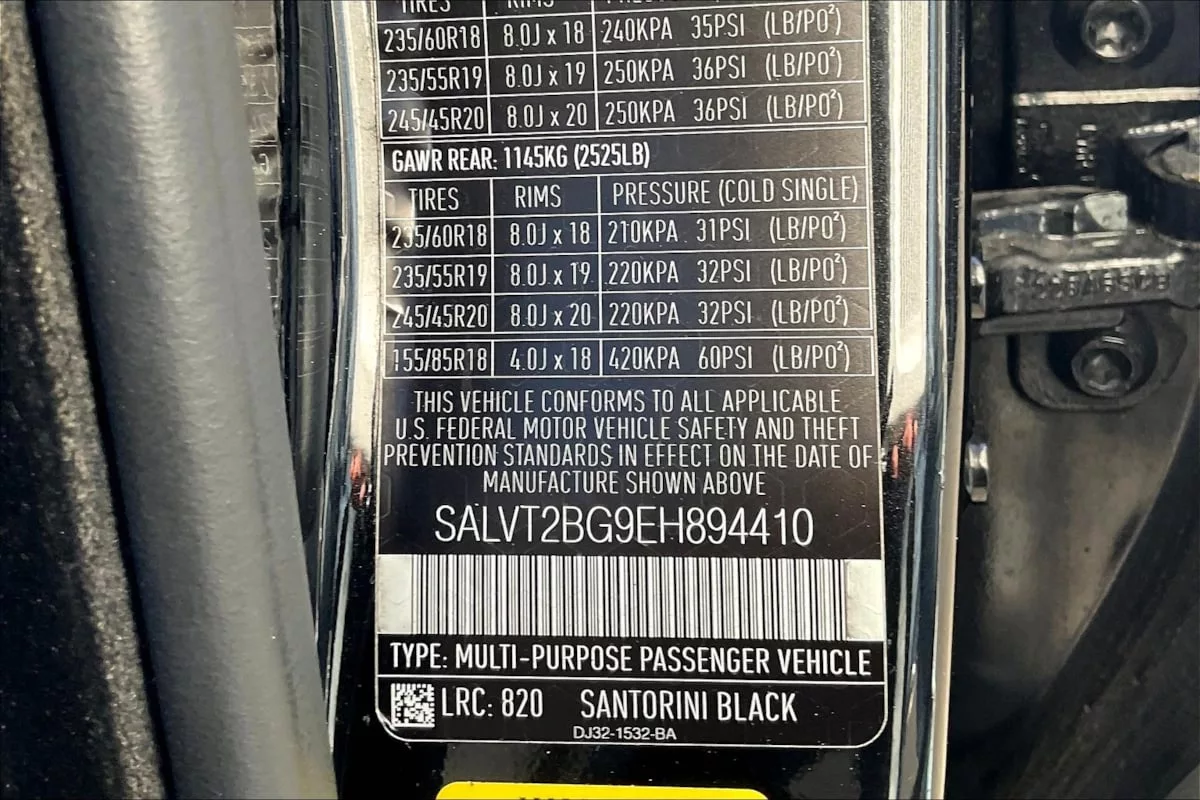 TIRES RIMS
235/60R18 8.0J x 18 240KPA 35PSI (LB/PO²)
235/55R19 8.0J x 19 250KPA 36PSI (LB/PO²)
245/45R20 8.0J x 20 250KPA 36PSI (LB/PO²)
GAWR REAR: 1145KG (2525LB)
TIRES RIMS PRESSURE (COLD SINGLE)
235/60R18 8.0J x 18 210KPA 31PSI (LB/PO²)
235/55R19 8.0J x 19 220KPA 32PSI (LB/PO²)
245/45R20 8.0J x 20 220KPA 32PSI (LB/PO²)
155/85R18 4.0J x 18 420KPA 60PSI (LB/PO²)
THIS VEHICLE CONFORMS TO ALL APPLICABLE
U.S. FEDERAL MOTOR VEHICLE SAFETY AND THEFT
PREVENTION STANDARDS IN EFFECT ON THE DATE OF
MANUFACTURE SHOWN ABOVE
SALVT2BG9EH894410
TYPE: MULTI-PURPOSE PASSENGER VEHICLE
LRC: 820 SANTORINI BLACK
DJ32-1532-BA